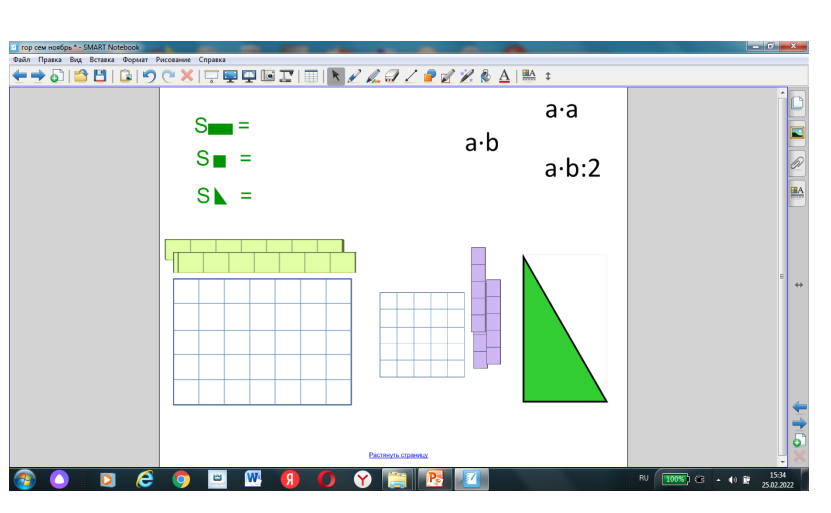 гор сем ноябрь * - SMART Notebook
Файл Правка Вид Вставка Формат Рисование Справка
S =
S =
S =
a·a
a·b
a·b:2
Растянуть страницу
RU 100% 15:34
25.02.2022